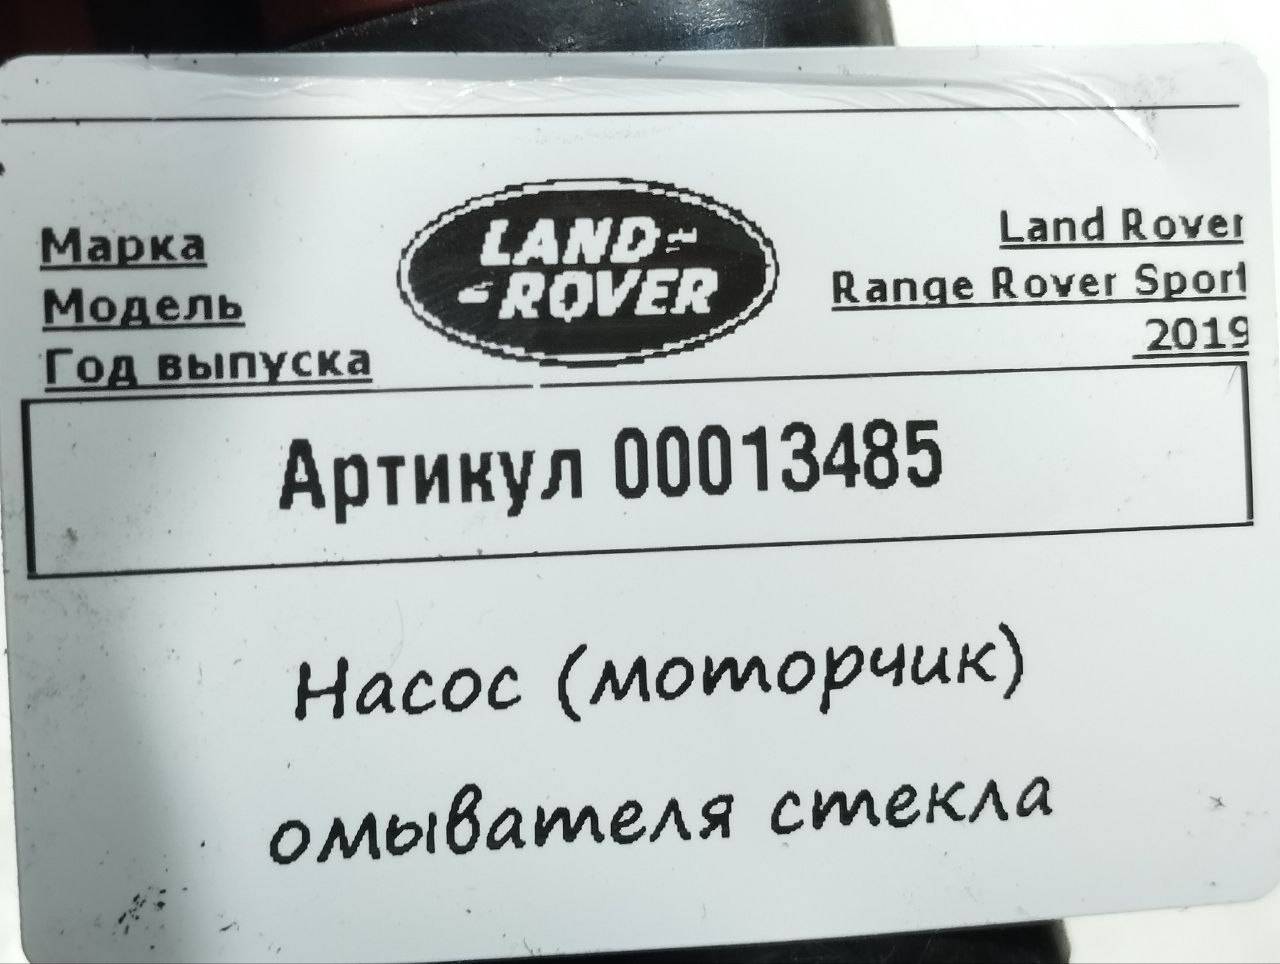 Марка
Модель
Год выпуска
LAND
ROVER
Land Rover
Range Rover Sport
2019
Артикул 00013485
Насос (моторчик)
омывателя стекла